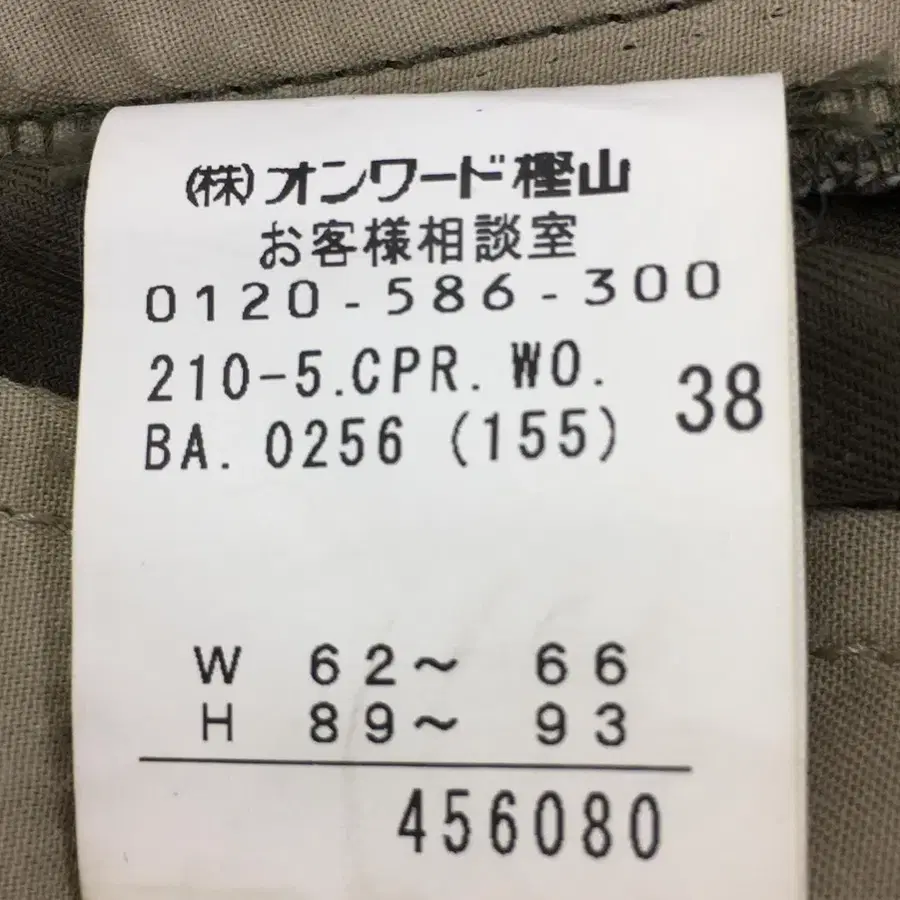 (株)オンワード樫山
お客様相談室
0120-586-300
210-5.CPR.WO.
BA.0256 (155) 38
W 62~ 66
H 89~ 93
456080